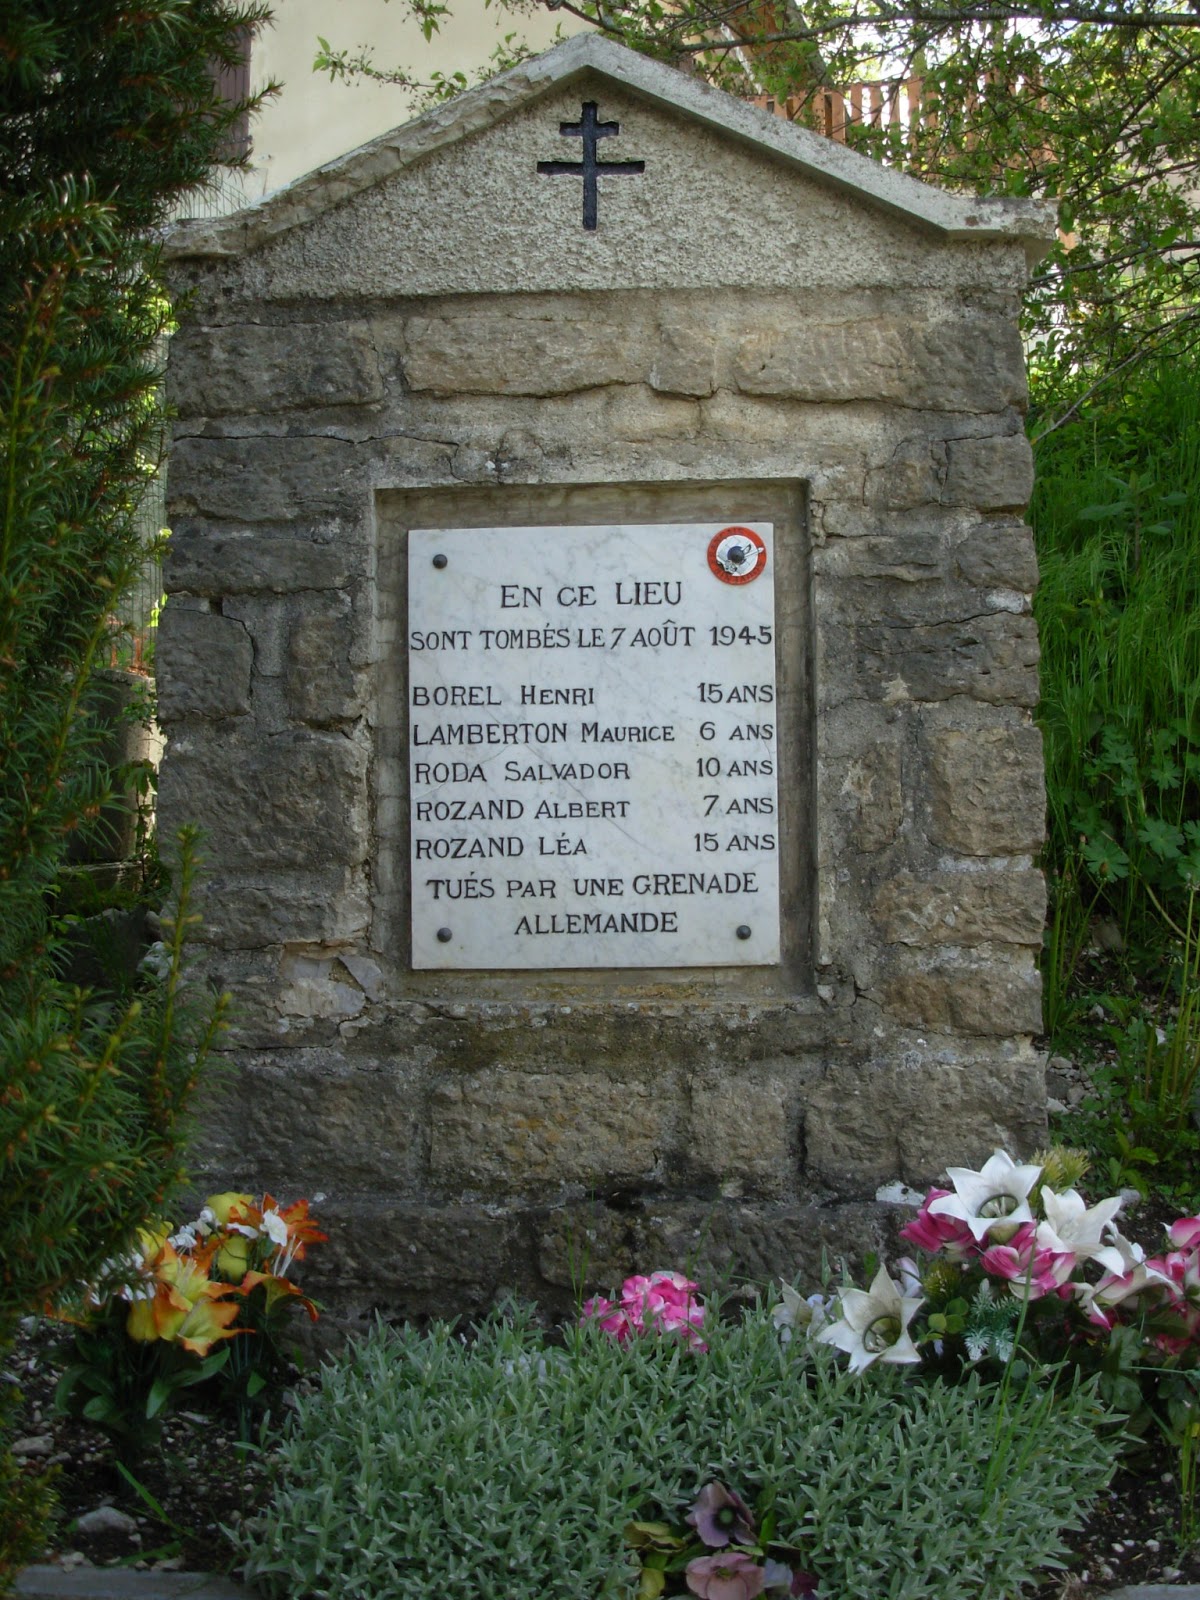 EN CE LIEU
SONT TOMBÉS LE 7 AOÛT 1945
BOREL HENRI 15 ANS
LAMBERTON MAURICE 6 ANS
RODA SALVADOR 10 ANS
ROZAND ALBERT 7 ANS
ROZAND LÉA 15 ANS
TUÉS PAR UNE GRENADE
ALLEMANDE